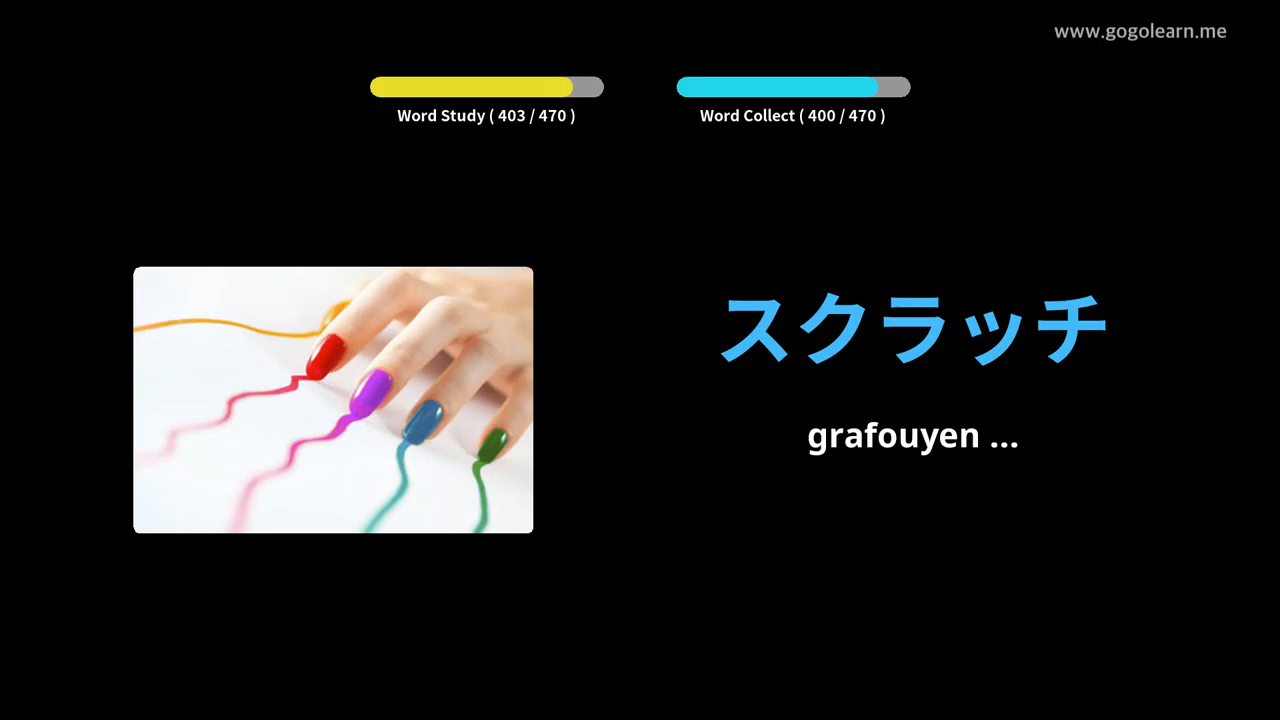 www.gogolearn.me
Word Study ( 403 / 470 )
Word Collect ( 400 / 470 )
スクラッチ
grafouyen ...